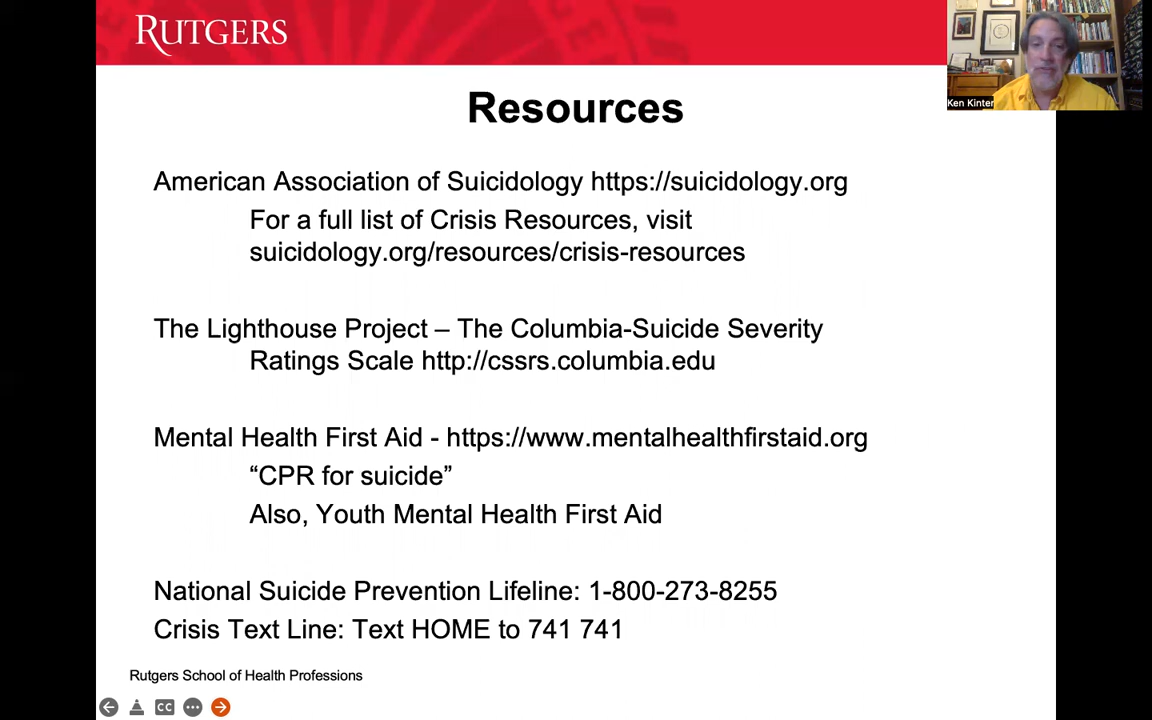 RUTGERS
Ken Kinter
Resources
American Association of Suicidology https://suicidology.org
For a full list of Crisis Resources, visit
suicidology.org/resources/crisis-resources
The Lighthouse Project – The Columbia-Suicide Severity
Ratings Scale http://cssrs.columbia.edu
Mental Health First Aid - https://www.mentalhealthfirstaid.org
“CPR for suicide”
Also, Youth Mental Health First Aid
National Suicide Prevention Lifeline: 1-800-273-8255
Crisis Text Line: Text HOME to 741 741
Rutgers School of Health Professions
CC